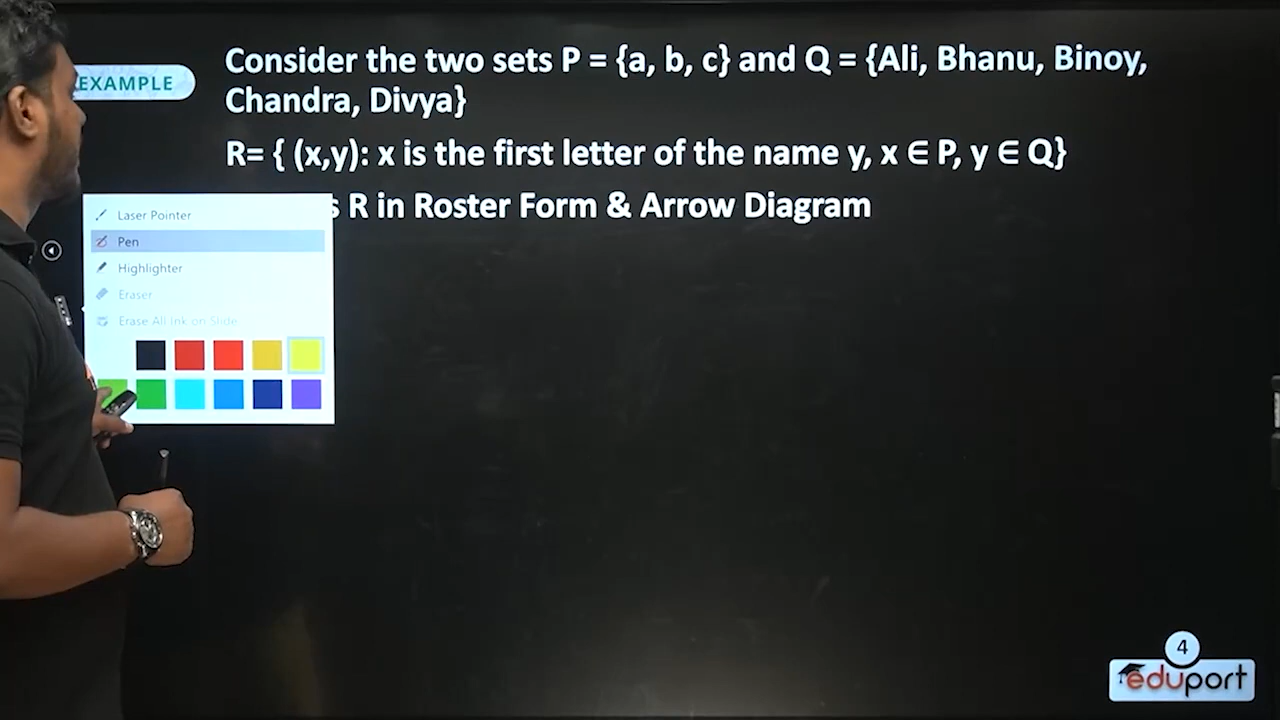 EXAMPLE
Consider the two sets P = {a, b, c} and Q = {Ali, Bhanu, Binoy,
Chandra, Divya}
R= { (x,y): x is the first letter of the name y, x ∈ P, y ∈ Q}
R in Roster Form & Arrow Diagram
Laser Pointer
Pen
Highlighter
Eraser
Erase All Ink on Slide
4
eduport